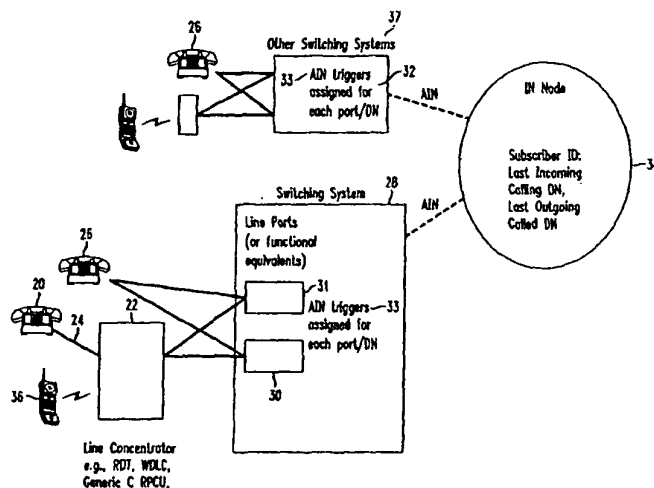 37
26
Other Switching Systems
33
AIN triggers
assigned for
each port/DN
32
AIN
IN Node
Subscriber ID:
Last Incoming
Calling DN,
Last Outgoing
Called DN
3
Switching System
28
AIN
Line Ports
(or functional
equivalents)
26
20
22
24
31
AIN triggers
33
assigned for
each port/DN
30
36
Line Concentrator
e.g., RDT, WDLC,
Generic C RPCU,